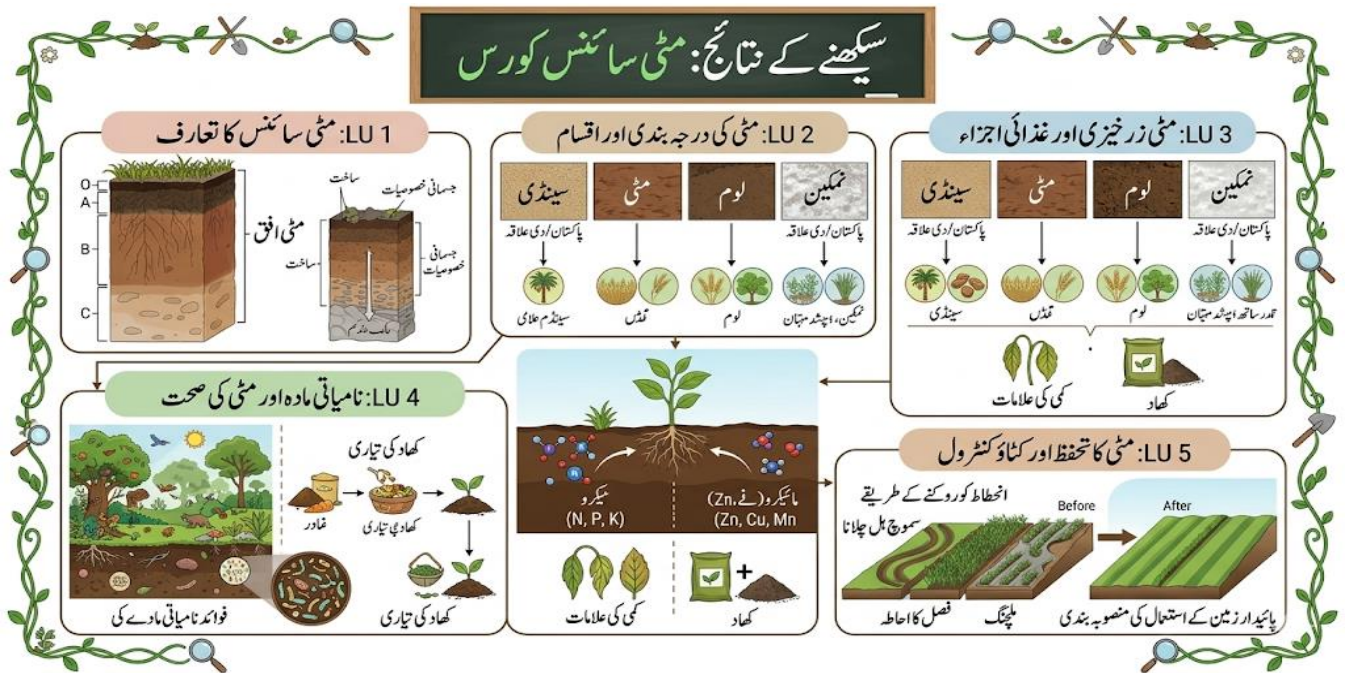 سیکھنے کے نتائج: مٹی سائنس کورس
LU 1: مٹی سائنس کا تعارف
O
A
B
C
مٹی افق
ساخت
جسمانی خصوصیات
ساخت
جسمانی
خصوصیات
LU 2: مٹی کی درجہ بندی اور اقسام
سینڈی
مٹی
لوم
نمکین
پاکستان/دی علاقہ
پاکستان/دی علاقہ
لوم
LU 3: مٹی زرخیزی اور غذائی اجزاء
سینڈی
مٹی
لوم
نمکین
پاکستان/دی علاقہ
پاکستان/دی علاقہ
سینڈی
لوم
کمی کی علامات
کھاد
LU 4: نامیاتی مادہ اور مٹی کی صحت
کھاد کی تیاری
غادر
کھاد کی تیاری
فوائد نامیاتی مادے کی
میکرو
(N, P, K)
مائیکرو (فے، Zn)
(Zn, Cu, Mn
کمی کی علامات
+
کھاد
LU 5: مٹی کا تحفظ اور کٹاؤ کنٹرول
انحطاط کو روکنے کے طریقے
سموچ ہل چلانا
Before
After
فصل کا احاطہ
ملچنگ
پائیدار زمین کے استعمال کی منصوبہ بندی